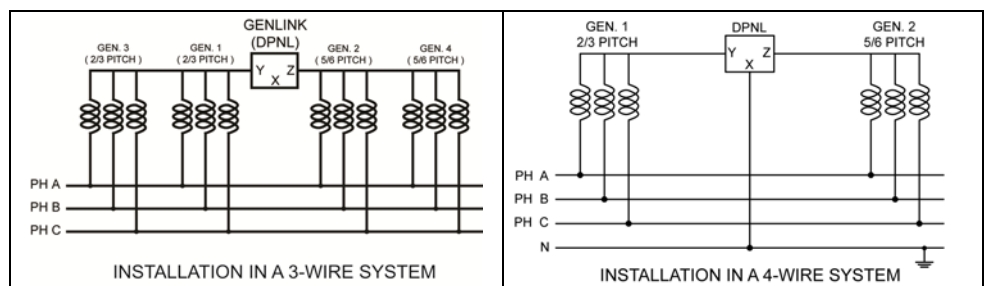 GENLINK
(DPNL)
GEN. 3
( 2/3 PITCH )
GEN. 1
( 2/3 PITCH )
GEN. 2
( 5/6 PITCH )
GEN. 4
( 5/6 PITCH )
Y X Z
PH A
PH B
PH C
INSTALLATION IN A 3-WIRE SYSTEM
GEN. 1
2/3 PITCH
DPNL
GEN. 2
5/6 PITCH
Y X Z
PH A
PH B
PH C
N
INSTALLATION IN A 4-WIRE SYSTEM